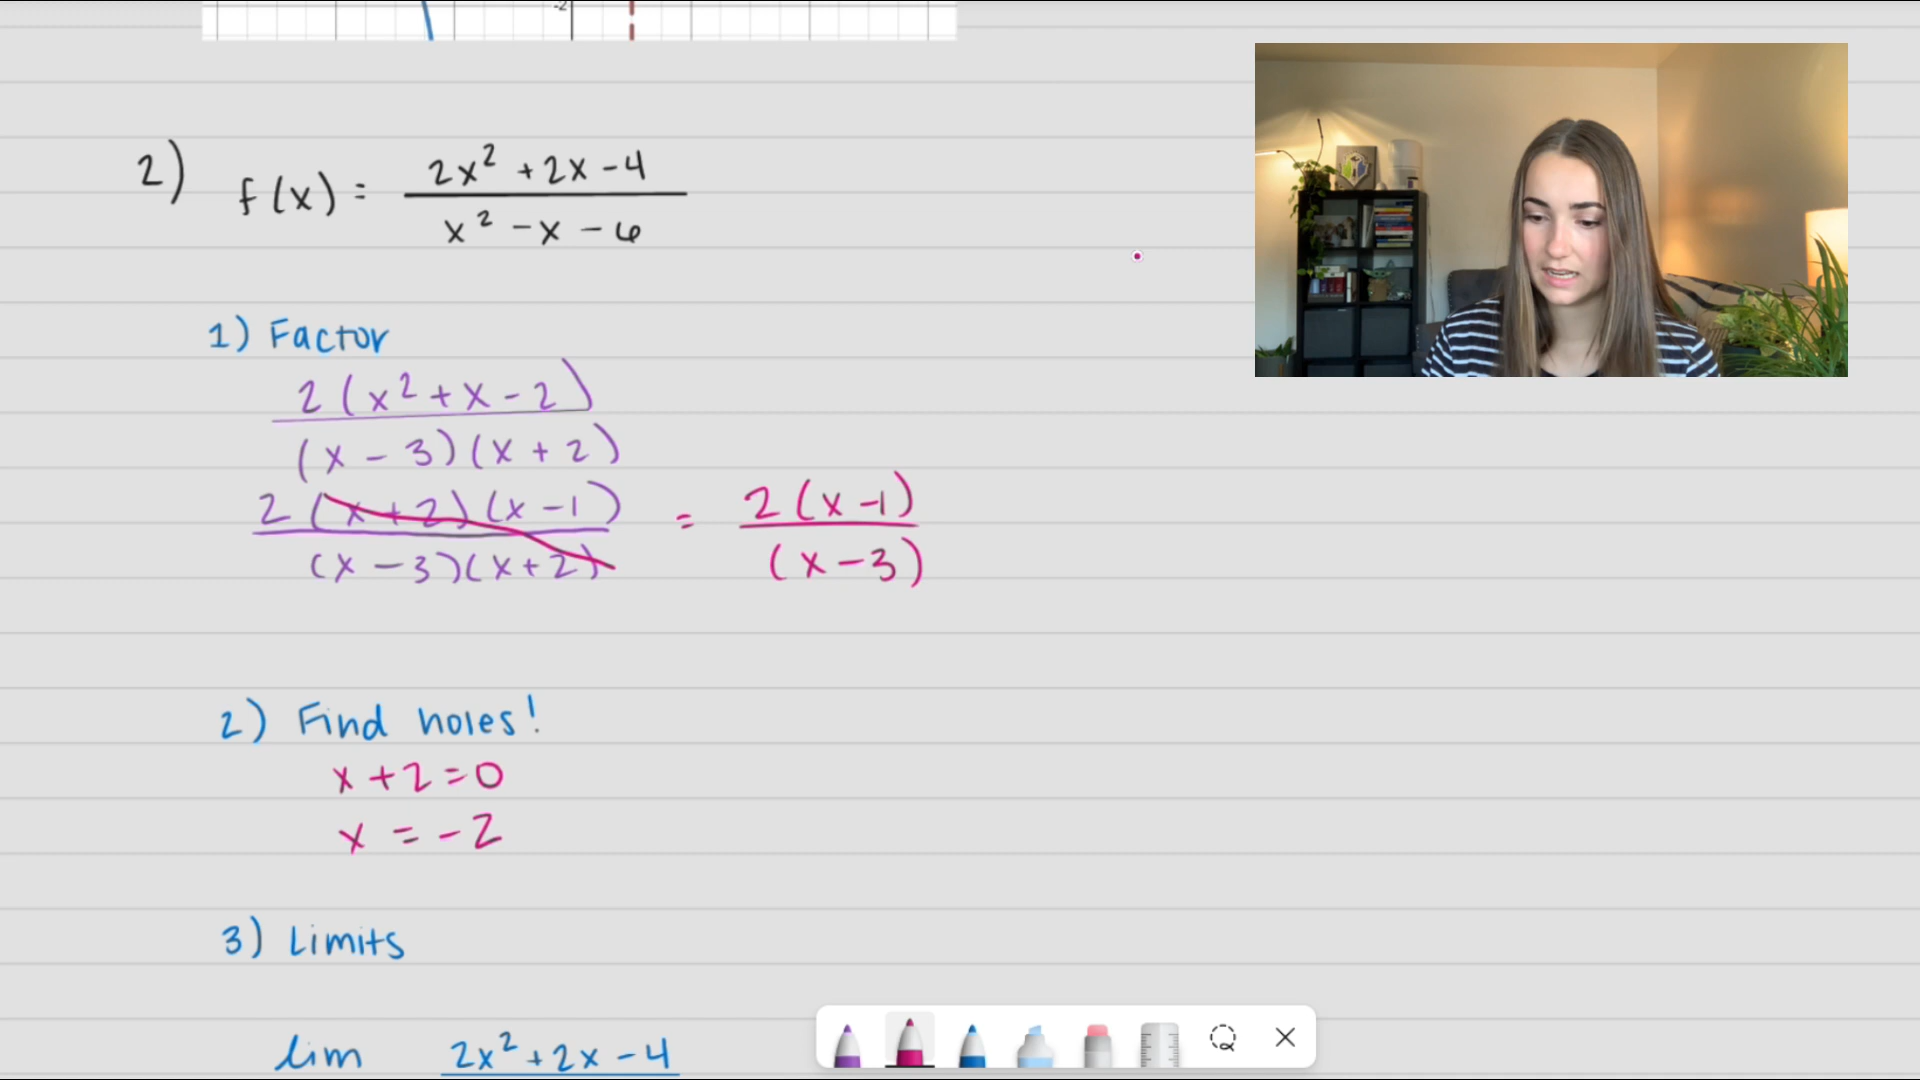 -2
2) f(x) = (2x² + 2x - 4) / (x² - x - 6)
1) Factor
2(x² + x - 2) / (x - 3)(x + 2)
2(x + 2)(x - 1) / (x - 3)(x + 2) = 2(x - 1) / (x - 3)
2) Find holes!
x + 2 = 0
x = -2
3) Limits
lim 2x² + 2x - 4